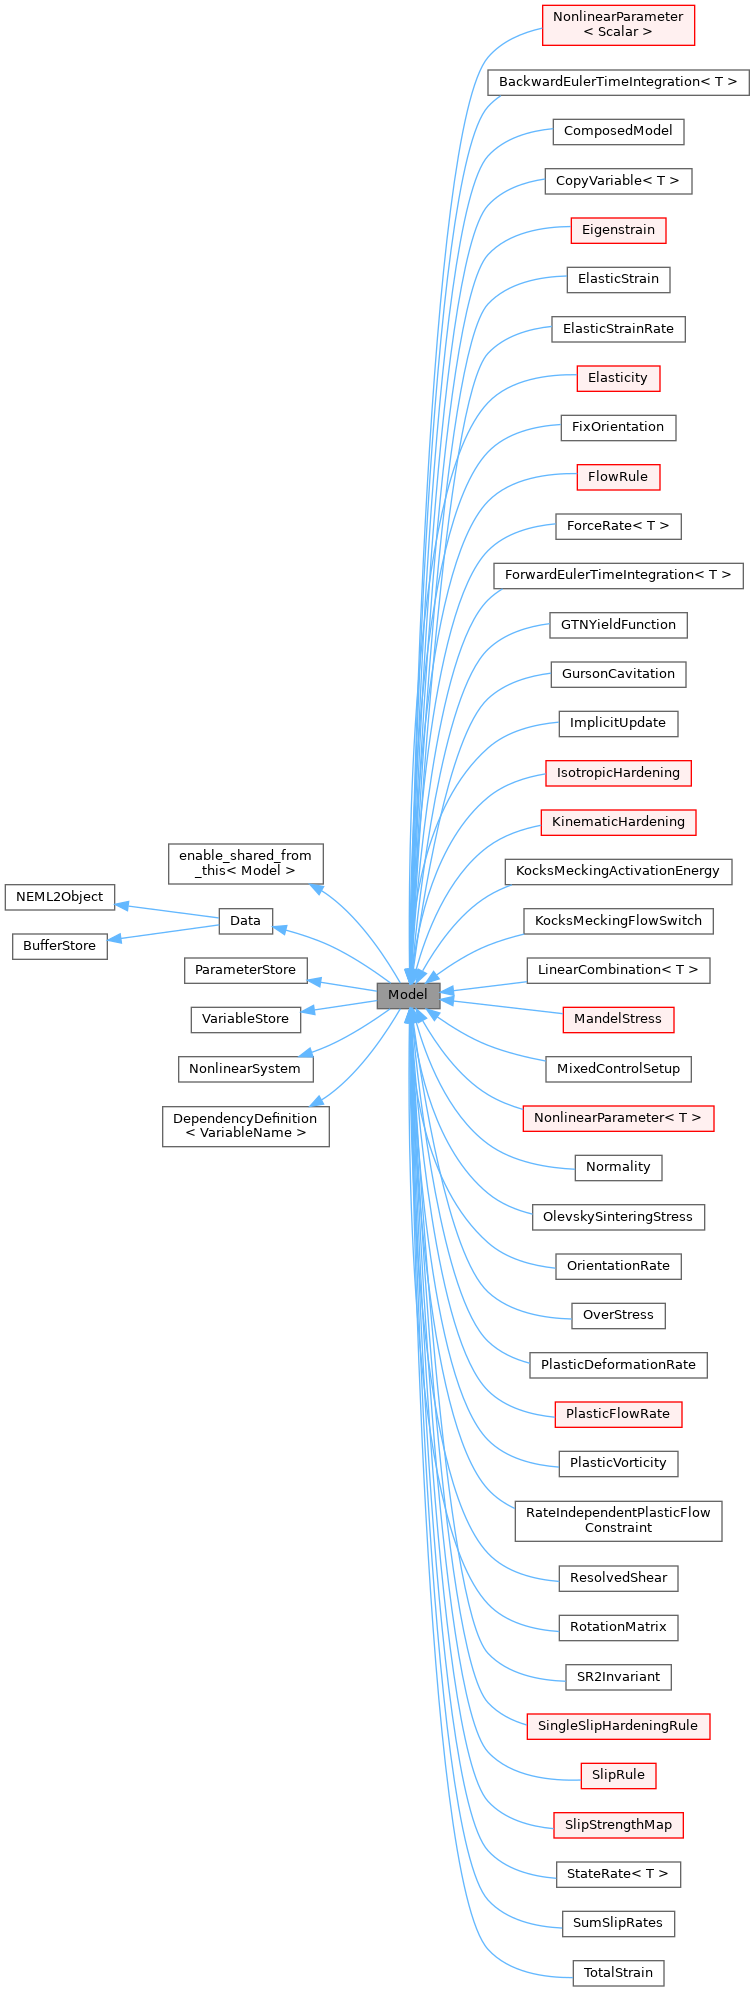 NonlinearParameter
< Scalar >
BackwardEulerTimeIntegration< T >
ComposedModel
CopyVariable< T >
Eigenstrain
ElasticStrain
ElasticStrainRate
Elasticity
FixOrientation
FlowRule
ForceRate< T >
ForwardEulerTimeIntegration< T >
GTNYieldFunction
GursonCavitation
ImplicitUpdate
IsotropicHardening
KinematicHardening
enable_shared_from
_this< Model >
KocksMeckingActivationEnergy
NEML2Object
Data
KocksMeckingFlowSwitch
BufferStore
ParameterStore
LinearCombination< T >
Model
VariableStore
MandelStress
NonlinearSystem
MixedControlSetup
DependencyDefinition
< VariableName >
NonlinearParameter< T >
Normality
OlevskySinteringStress
OrientationRate
OverStress
PlasticDeformationRate
PlasticFlowRate
PlasticVorticity
RateIndependentPlasticFlow
Constraint
ResolvedShear
RotationMatrix
SR2Invariant
SingleSlipHardeningRule
SlipRule
SlipStrengthMap
StateRate< T >
SumSlipRates
TotalStrain